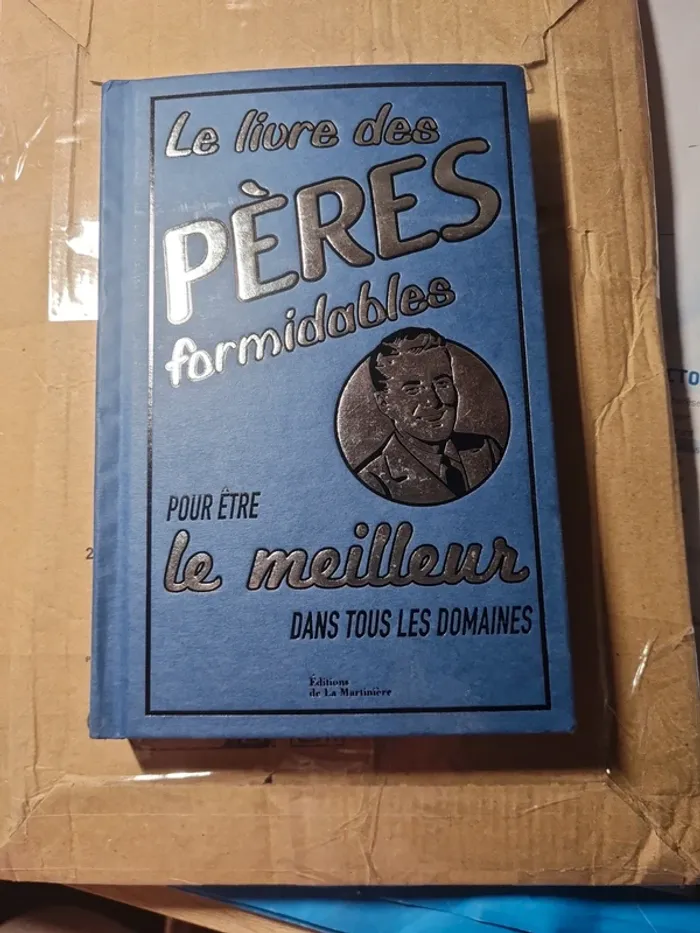 Le livre des
PÈRES
formidables
POUR ÊTRE
le meilleur
DANS TOUS LES DOMAINES
Éditions
de La Martinière